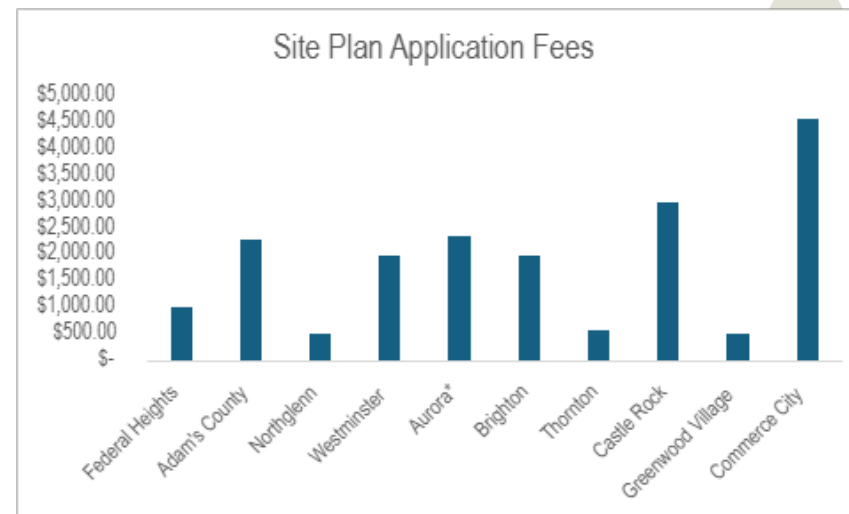 Site Plan Application Fees
$5,000.00
$4,500.00
$4,000.00
$3,500.00
$3,000.00
$2,500.00
$2,000.00
$1,500.00
$1,000.00
$500.00
$-
Federal Heights
Adam's County
Northglenn
Westminster
Aurora*
Brighton
Thornton
Castle Rock
Greenwood Village
Commerce City